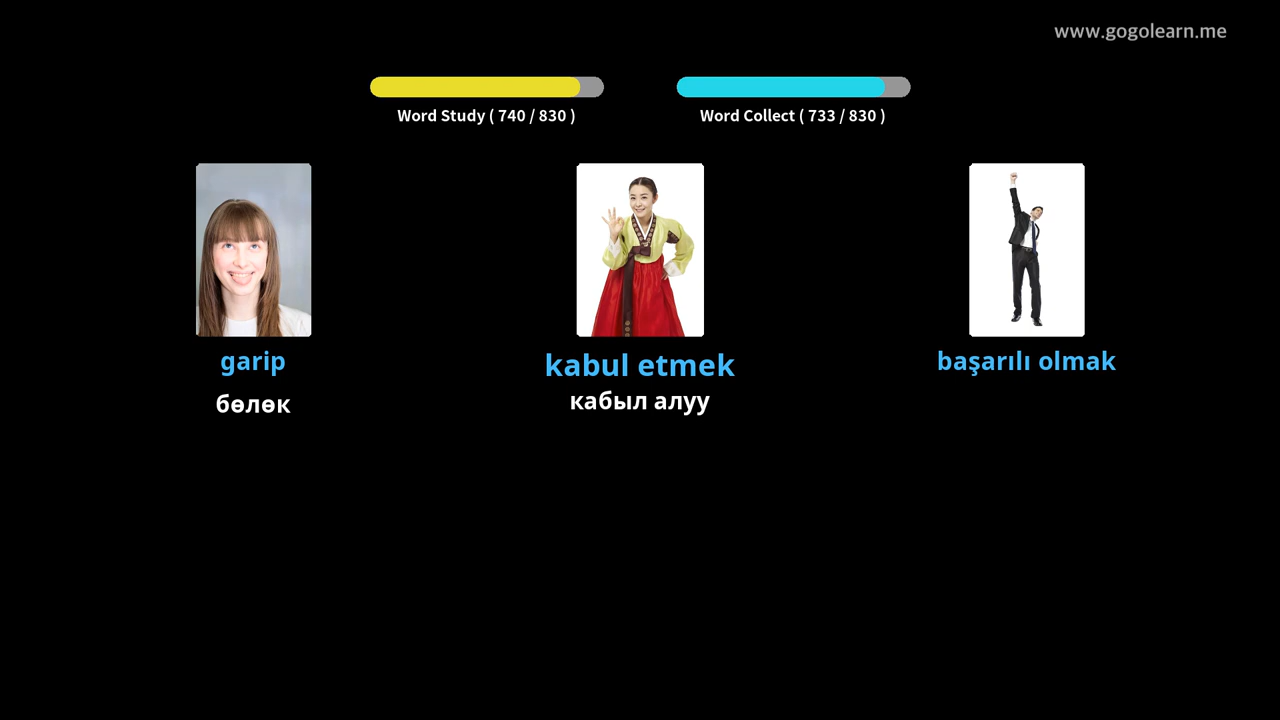 www.gogolearn.me
Word Study ( 740 / 830 )
Word Collect ( 733 / 830 )
garip
kabul etmek
başarılı olmak
бөлөк
кабыл алуу